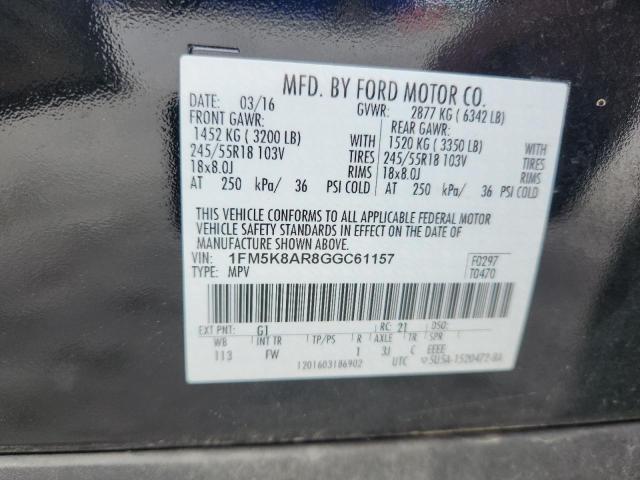 MFD. BY FORD MOTOR CO.
DATE: 03/16 GVWR: 2877 KG ( 6342 LB)
FRONT GAWR: REAR GAWR:
1452 KG ( 3200 LB) WITH 1520 KG ( 3350 LB) WITH
245/55R18 103V TIRES 245/55R18 103V TIRES
18x8.0J RIMS 18x8.0J RIMS
AT 250 kPa/ 36 PSI COLD AT 250 kPa/ 36 PSI COLD
THIS VEHICLE CONFORMS TO ALL APPLICABLE FEDERAL MOTOR
VEHICLE SAFETY STANDARDS IN EFFECT ON THE DATE OF
MANUFACTURE SHOWN ABOVE.
VIN: 1FM5K8AR8GGC61157 F0297
TYPE: MPV T0470
EXT PNT: G1 RC: 21 DSO:
WB INT TR TP/PS R AXLE TR SPR
113 FW 1 3J C EEEE
1201603186902 UTC 5U5A-1520472-BA